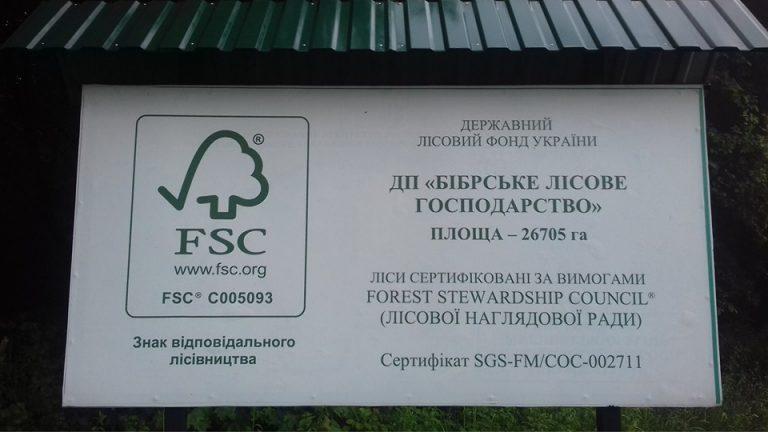 ®
FSC
www.fsc.org
FSC® C005093
Знак відповідального
лісівництва
ДЕРЖАВНИЙ
ЛІСОВИЙ ФОНД УКРАЇНИ
ДП «БІБРСЬКЕ ЛІСОВЕ
ГОСПОДАРСТВО»
ПЛОЩА – 26705 га
ЛІСИ СЕРТИФІКОВАНІ ЗА ВИМОГАМИ
FOREST STEWARDSHIP COUNCIL®
(ЛІСОВОЇ НАГЛЯДОВОЇ РАДИ)
Сертифікат SGS-FM/COC-002711